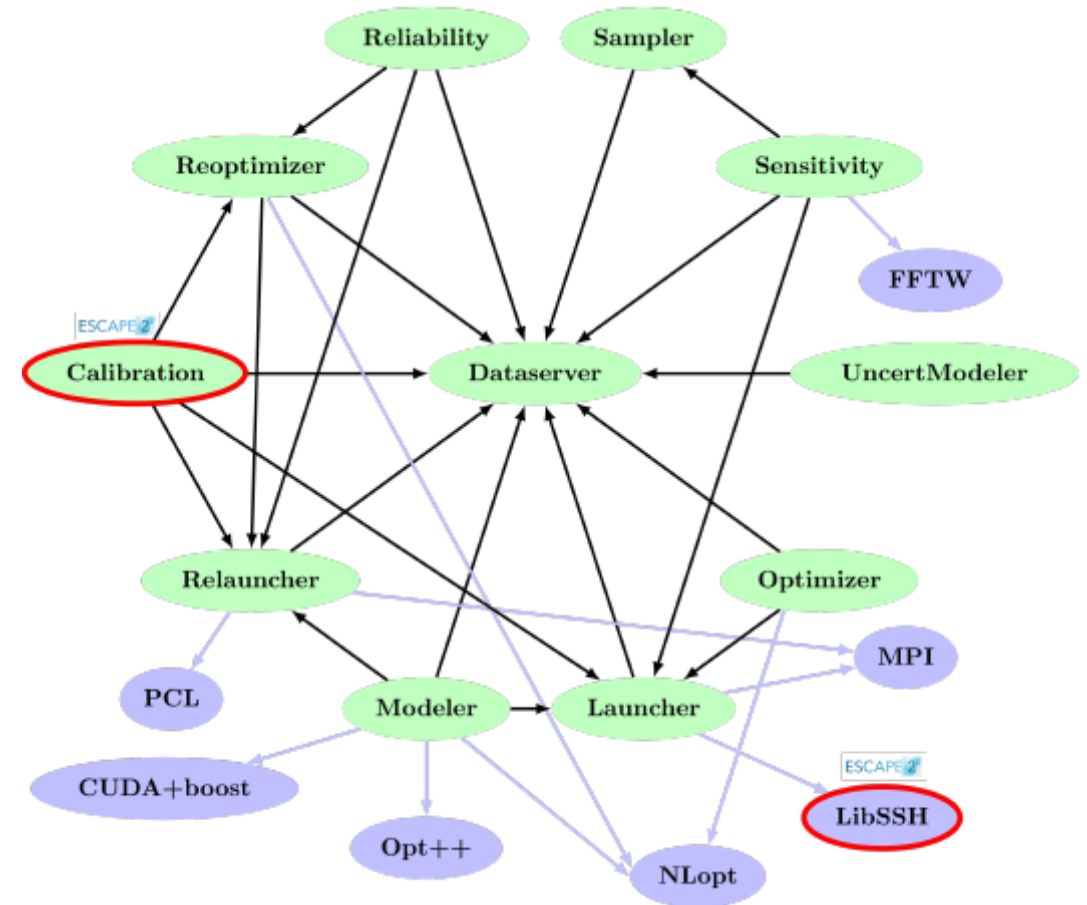 Reliability
Sampler
Reoptimizer
Sensitivity
FFTW
ESCAPE 2
Calibration
Dataserver
UncertModeler
Relauncher
Optimizer
MPI
PCL
Modeler
Launcher
ESCAPE 2
CUDA+boost
LibSSH
Opt++
NLopt